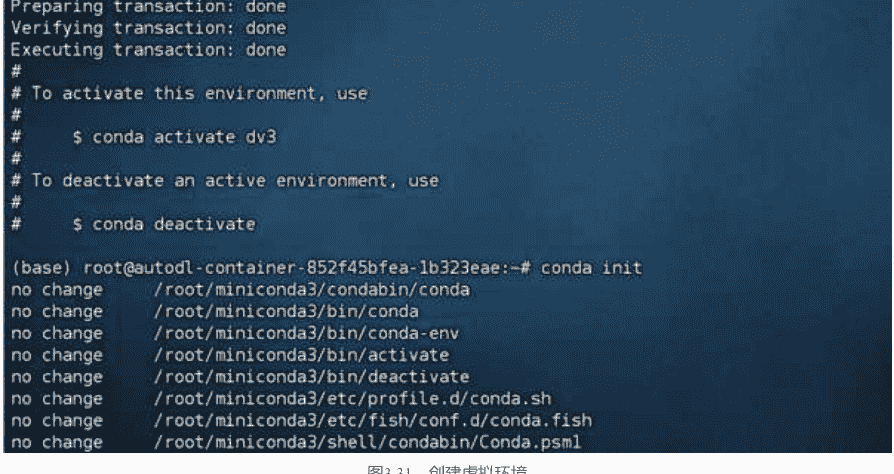 Preparing transaction: done
Verifying transaction: done
Executing transaction: done
#
# To activate this environment, use
#
#     $ conda activate dv3
#
# To deactivate an active environment, use
#
#     $ conda deactivate
(base) root@autodl-container-852f45bfea-1b323eae:~# conda init
no change     /root/miniconda3/condabin/conda
no change     /root/miniconda3/bin/conda
no change     /root/miniconda3/bin/conda-env
no change     /root/miniconda3/bin/activate
no change     /root/miniconda3/bin/deactivate
no change     /root/miniconda3/etc/profile.d/conda.sh
no change     /root/miniconda3/etc/fish/conf.d/conda.fish
no change     /root/miniconda3/shell/condabin/Conda.psm1
图3.31 创建虚拟环境